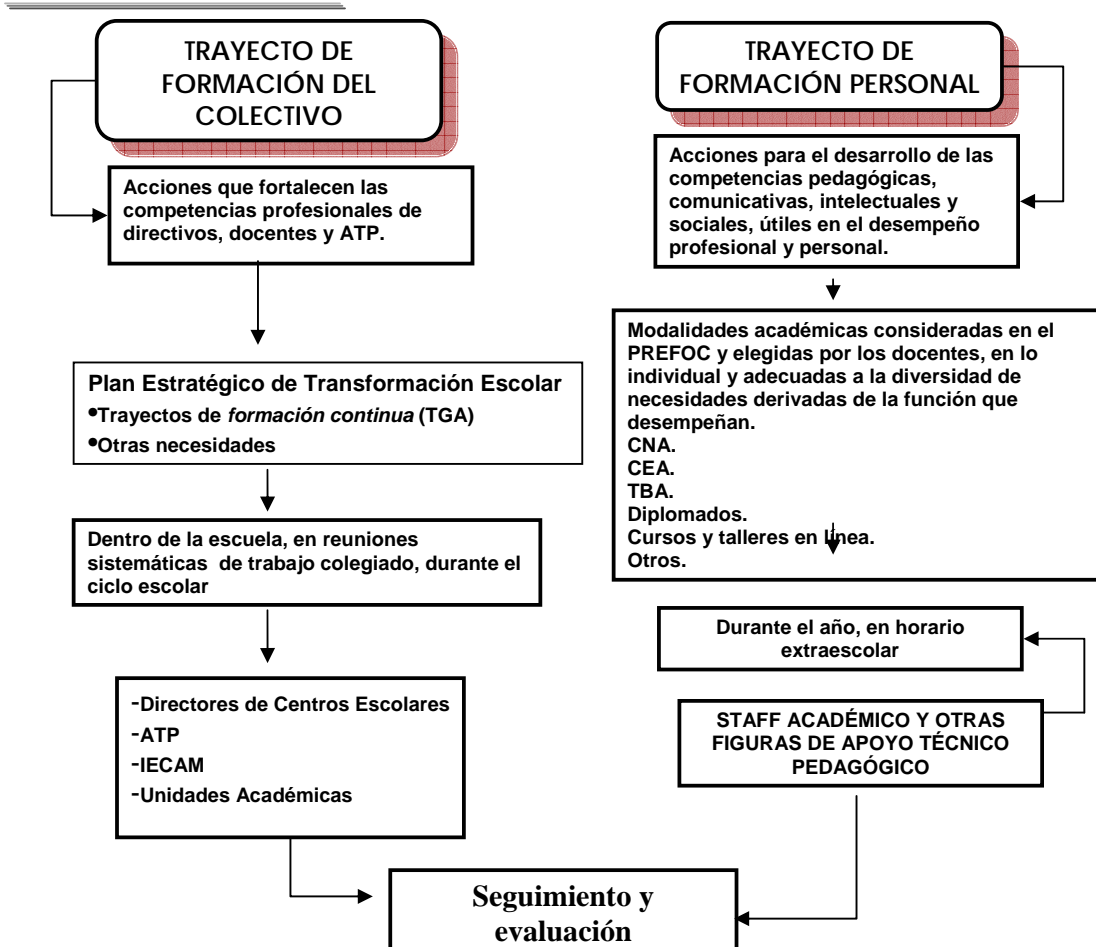 TRAYECTO DE
FORMACIÓN DEL
COLECTIVO
Acciones que fortalecen las
competencias profesionales de
directivos, docentes y ATP.
Plan Estratégico de Transformación Escolar
•Trayectos de formación continua (TGA)
•Otras necesidades
Dentro de la escuela, en reuniones
sistemáticas de trabajo colegiado, durante el
ciclo escolar
-Directores de Centros Escolares
-ATP
-IECAM
-Unidades Académicas
TRAYECTO DE
FORMACIÓN PERSONAL
Acciones para el desarrollo de las
competencias pedagógicas,
comunicativas, intelectuales y
sociales, útiles en el desempeño
profesional y personal.
Modalidades académicas consideradas en el
PREFOC y elegidas por los docentes, en lo
individual y adecuadas a la diversidad de
necesidades derivadas de la función que
desempeñan.
CNA.
CEA.
TBA.
Diplomados.
Cursos y talleres en línea.
Otros.
Durante el año, en horario
extraescolar
STAFF ACADÉMICO Y OTRAS
FIGURAS DE APOYO TÉCNICO
PEDAGÓGICO
Seguimiento y
evaluación